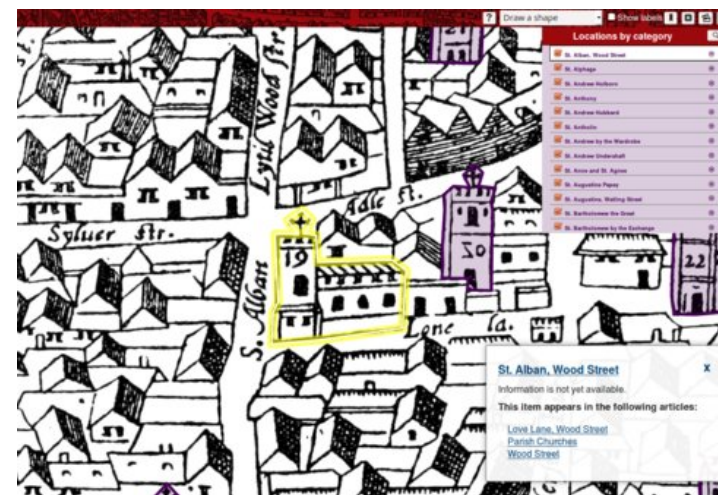 ? Draw a shape Show labels
Locations by category
St. Alban, Wood Street
St. Alphage
St. Andrew Holborn
St. Anthony
St. Andrew Hubbard
St. Antholin
St. Andrew by the Wardrobe
St. Andrew Undershaft
St. Anne and St. Agnes
St. Augustine Papey
St. Augustine, Watling Street
St. Bartholomew the Great
St. Bartholomew by the Exchange
Lytil Wood str.
Adle st.
Syluer str.
19
20
22
S. Albans
Loue la.
St. Alban, Wood Street X
Information is not yet available.
This item appears in the following articles:
Love Lane, Wood Street
Parish Churches
Wood Street